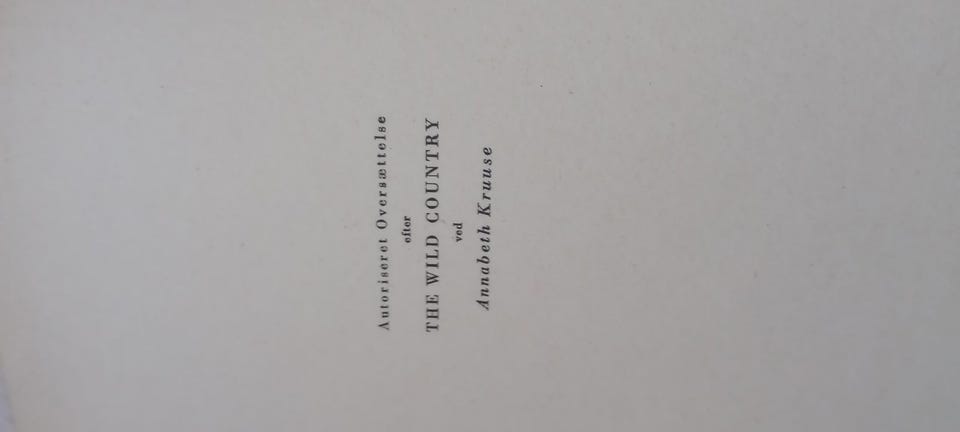 Autoriseret Oversættelse
efter
THE WILD COUNTRY
ved
Annabeth Kruuse